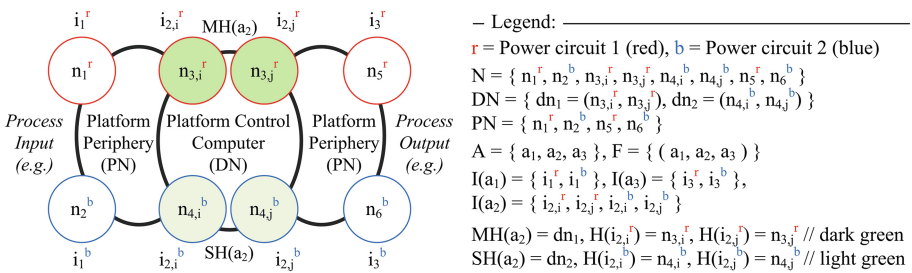 i₁ʳ i₂,ᵢʳ MH(a₂) i₂,ⱼʳ i₃ʳ
n₁ʳ n₃,ᵢʳ n₃,ⱼʳ n₅ʳ
Process Input (e.g.)
Platform Periphery (PN)
Platform Control Computer (DN)
Platform Periphery (PN)
Process Output (e.g.)
n₂ᵇ n₄,ᵢᵇ n₄,ⱼᵇ n₆ᵇ
i₁ᵇ i₂,ᵢᵇ SH(a₂) i₂,ⱼᵇ i₃ᵇ
Legend:
r = Power circuit 1 (red), b = Power circuit 2 (blue)
N = { n₁ʳ, n₂ᵇ, n₃,ᵢʳ, n₃,ⱼʳ, n₄,ᵢᵇ, n₄,ⱼᵇ, n₅ʳ, n₆ᵇ }
DN = { dn₁ = (n₃,ᵢʳ, n₃,ⱼʳ), dn₂ = (n₄,ᵢᵇ, n₄,ⱼᵇ) }
PN = { n₁ʳ, n₂ᵇ, n₅ʳ, n₆ᵇ }
A = { a₁, a₂, a₃ }, F = { ( a₁, a₂, a₃ ) }
I(a₁) = { i₁ʳ, i₁ᵇ }, I(a₃) = { i₃ʳ, i₃ᵇ },
I(a₂) = { i₂,ᵢʳ, i₂,ⱼʳ, i₂,ᵢᵇ, i₂,ⱼᵇ }
MH(a₂) = dn₁, H(i₂,ᵢʳ) = n₃,ᵢʳ, H(i₂,ⱼʳ) = n₃,ⱼʳ // dark green
SH(a₂) = dn₂, H(i₂,ᵢᵇ) = n₄,ᵢᵇ, H(i₂,ⱼᵇ) = n₄,ⱼᵇ // light green